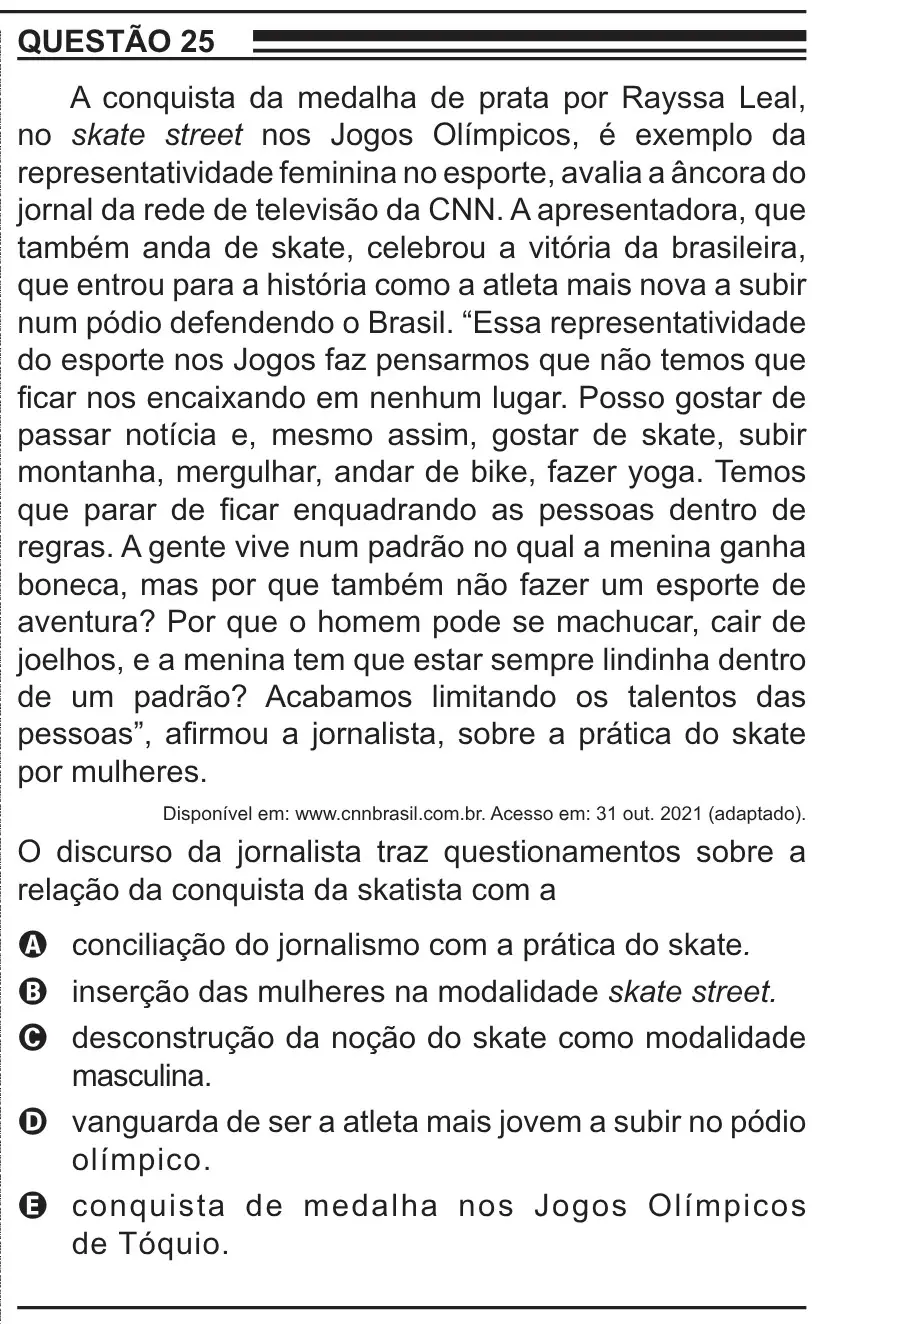 QUESTÃO 25
A conquista da medalha de prata por Rayssa Leal,
no skate street nos Jogos Olímpicos, é exemplo da
representatividade feminina no esporte, avalia a âncora do
jornal da rede de televisão da CNN. A apresentadora, que
também anda de skate, celebrou a vitória da brasileira,
que entrou para a história como a atleta mais nova a subir
num pódio defendendo o Brasil. “Essa representatividade
do esporte nos Jogos faz pensarmos que não temos que
ficar nos encaixando em nenhum lugar. Posso gostar de
passar notícia e, mesmo assim, gostar de skate, subir
montanha, mergulhar, andar de bike, fazer yoga. Temos
que parar de ficar enquadrando as pessoas dentro de
regras. A gente vive num padrão no qual a menina ganha
boneca, mas por que também não fazer um esporte de
aventura? Por que o homem pode se machucar, cair de
joelhos, e a menina tem que estar sempre lindinha dentro
de um padrão? Acabamos limitando os talentos das
pessoas”, afirmou a jornalista, sobre a prática do skate
por mulheres.
Disponível em: www.cnnbrasil.com.br. Acesso em: 31 out. 2021 (adaptado).
O discurso da jornalista traz questionamentos sobre a
relação da conquista da skatista com a
A conciliação do jornalismo com a prática do skate.
B inserção das mulheres na modalidade skate street.
C desconstrução da noção do skate como modalidade
masculina.
D vanguarda de ser a atleta mais jovem a subir no pódio
olímpico.
E conquista de medalha nos Jogos Olímpicos
de Tóquio.